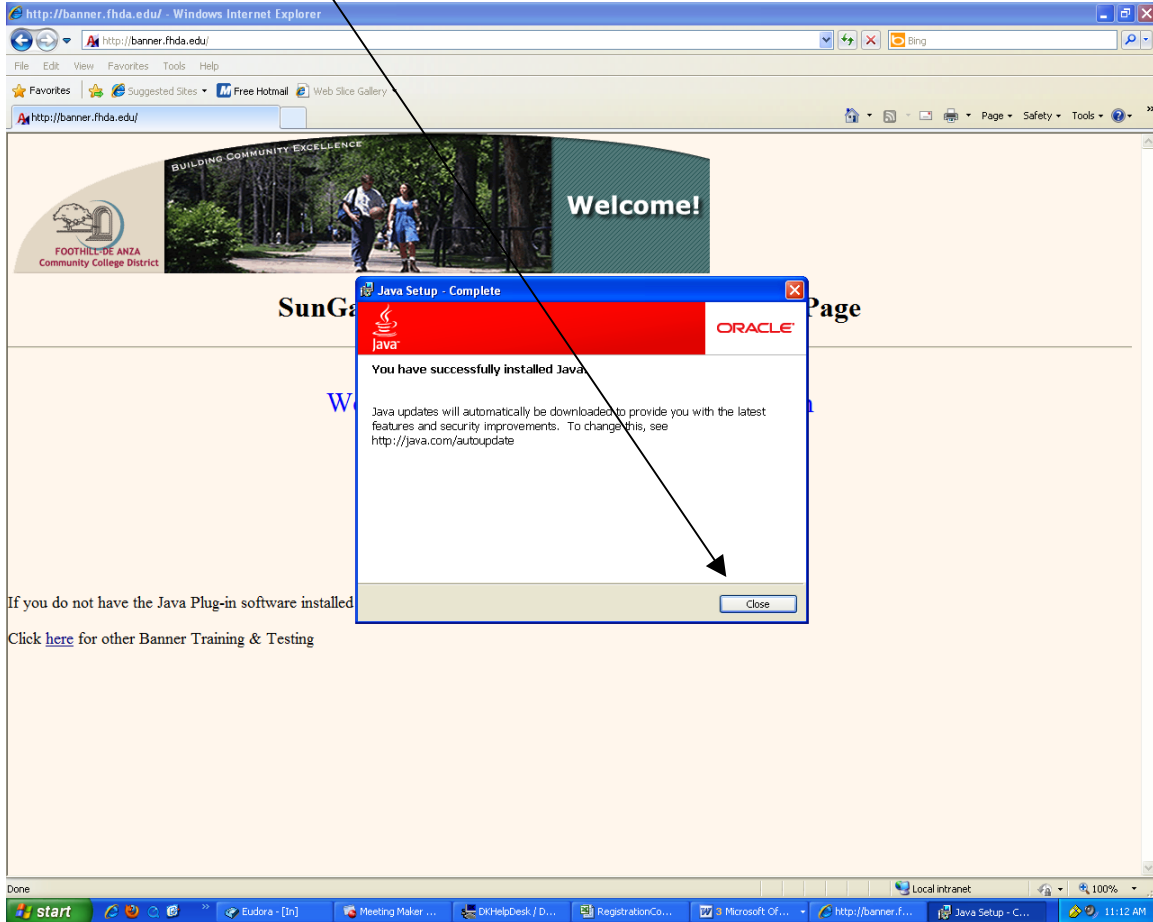 http://banner.fhda.edu/ - Windows Internet Explorer
http://banner.fhda.edu/
Bing
File Edit View Favorites Tools Help
Favorites Suggested Sites Free Hotmail Web Slice Gallery
http://banner.fhda.edu/
Page Safety Tools
BUILDING COMMUNITY EXCELLENCE
Welcome!
FOOTHILL-DE ANZA
Community College District
Java Setup - Complete
SunGa
Page
Java
ORACLE
You have successfully installed Java.
W
Java updates will automatically be downloaded to provide you with the latest
features and security improvements. To change this, see
http://java.com/autoupdate
If you do not have the Java Plug-in software installed
Close
Click here for other Banner Training & Testing
Done
Local intranet
100%
start
Eudora - [In]
Meeting Maker ...
DKHelpDesk / D...
RegistrationCo...
3 Microsoft Of...
http://banner.f...
Java Setup - C...
11:12 AM